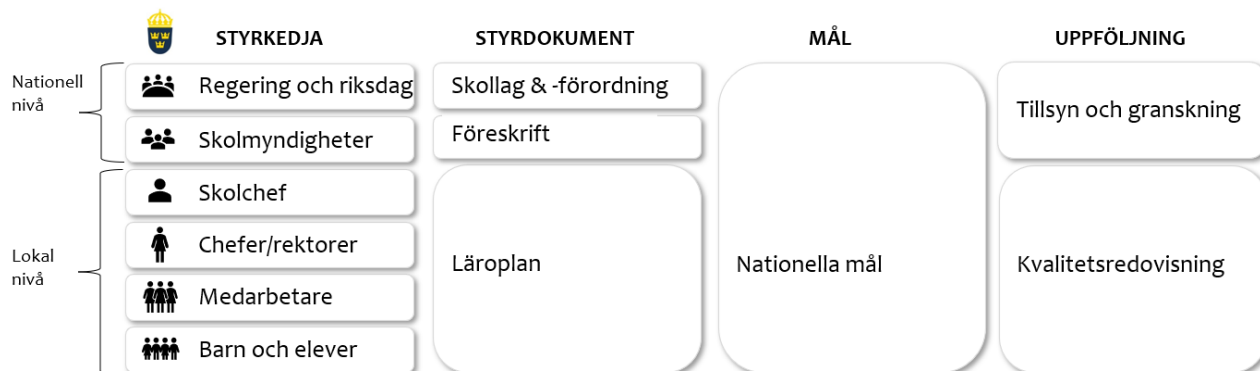 STYRKEDJA
STYRDOKUMENT
MÅL
UPPFÖLJNING
Nationell
nivå
Regering och riksdag
Skollag & -förordning
Tillsyn och granskning
Skolmyndigheter
Föreskrift
Lokal
nivå
Skolchef
Chefer/rektorer
Medarbetare
Barn och elever
Läroplan
Nationella mål
Kvalitetsredovisning